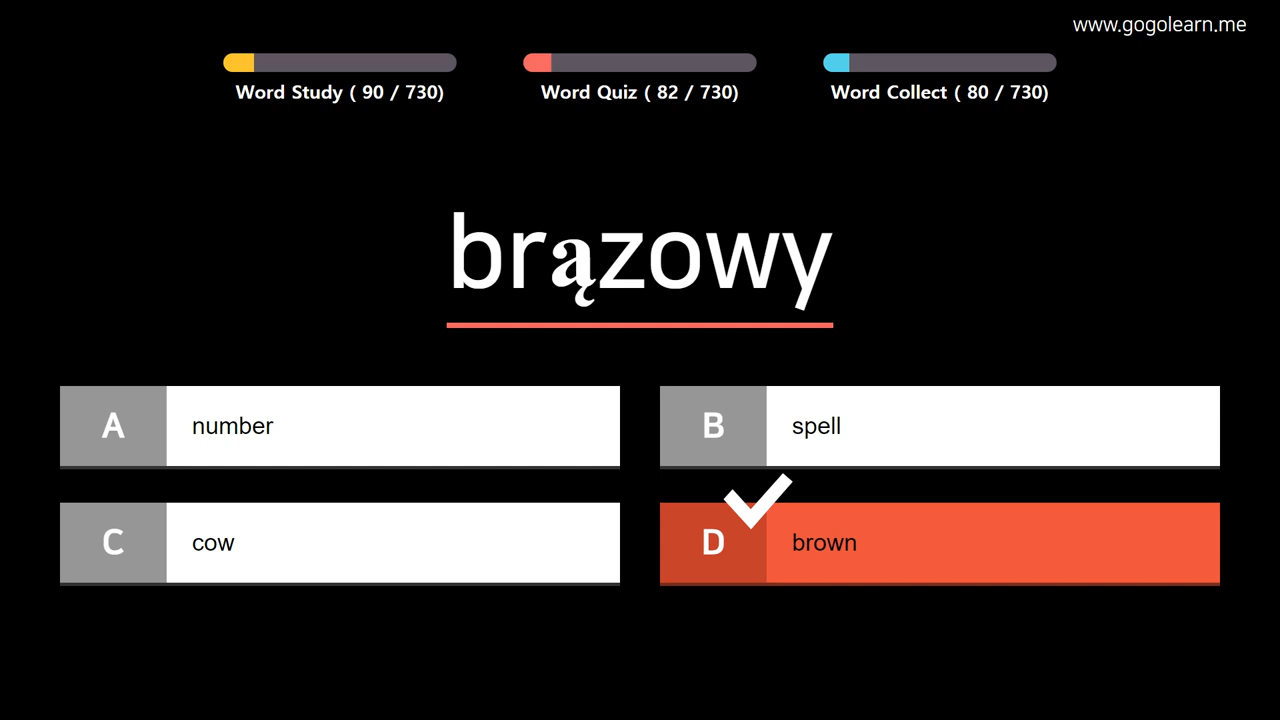 www.gogolearn.me
Word Study ( 90 / 730)
Word Quiz ( 82 / 730)
Word Collect ( 80 / 730)
brązowy
A number
B spell
C cow
D brown